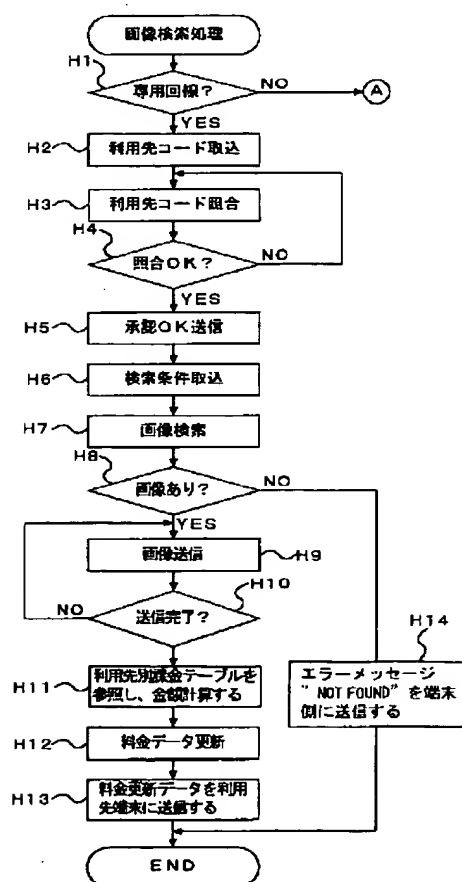 画像検索処理
H1
専用回線？
NO
A
YES
H2
利用先コード取込
H3
利用先コード照合
H4
照合OK？
NO
YES
H5
承認OK送信
H6
検索条件取込
H7
画像検索
H8
画像あり？
NO
YES
画像送信
H9
H10
送信完了？
NO
H14
エラーメッセージ
"NOT FOUND"を端末
側に送信する
H11
利用先別課金テーブルを
参照し、金額計算する
H12
料金データ更新
H13
料金更新データを利用
先端末に送信する
END